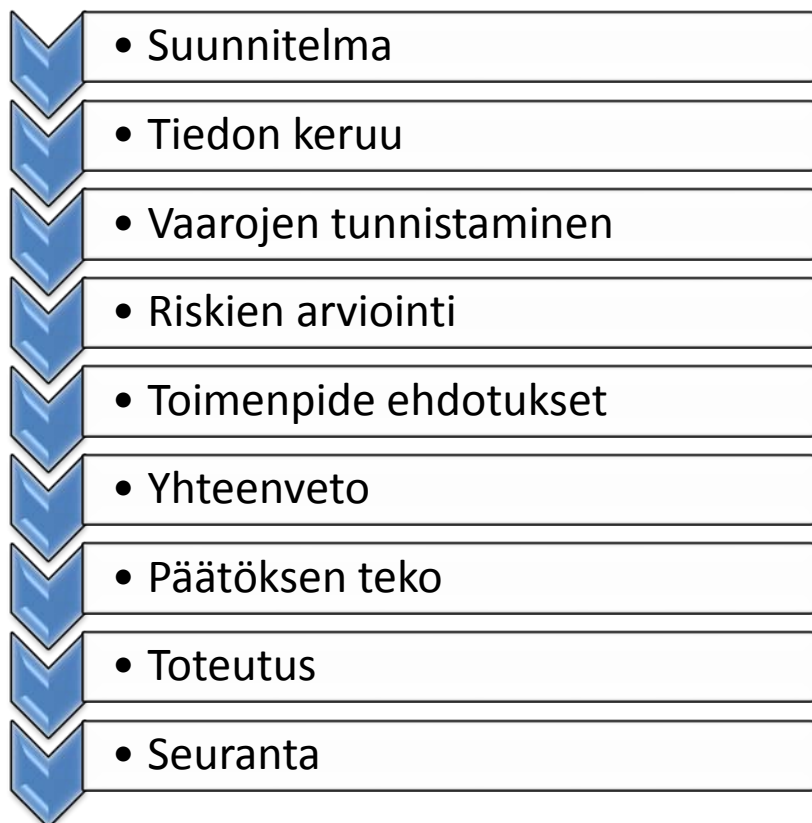 • Suunnitelma
• Tiedon keruu
• Vaarojen tunnistaminen
• Riskien arviointi
• Toimenpide ehdotukset
• Yhteenveto
• Päätöksen teko
• Toteutus
• Seuranta